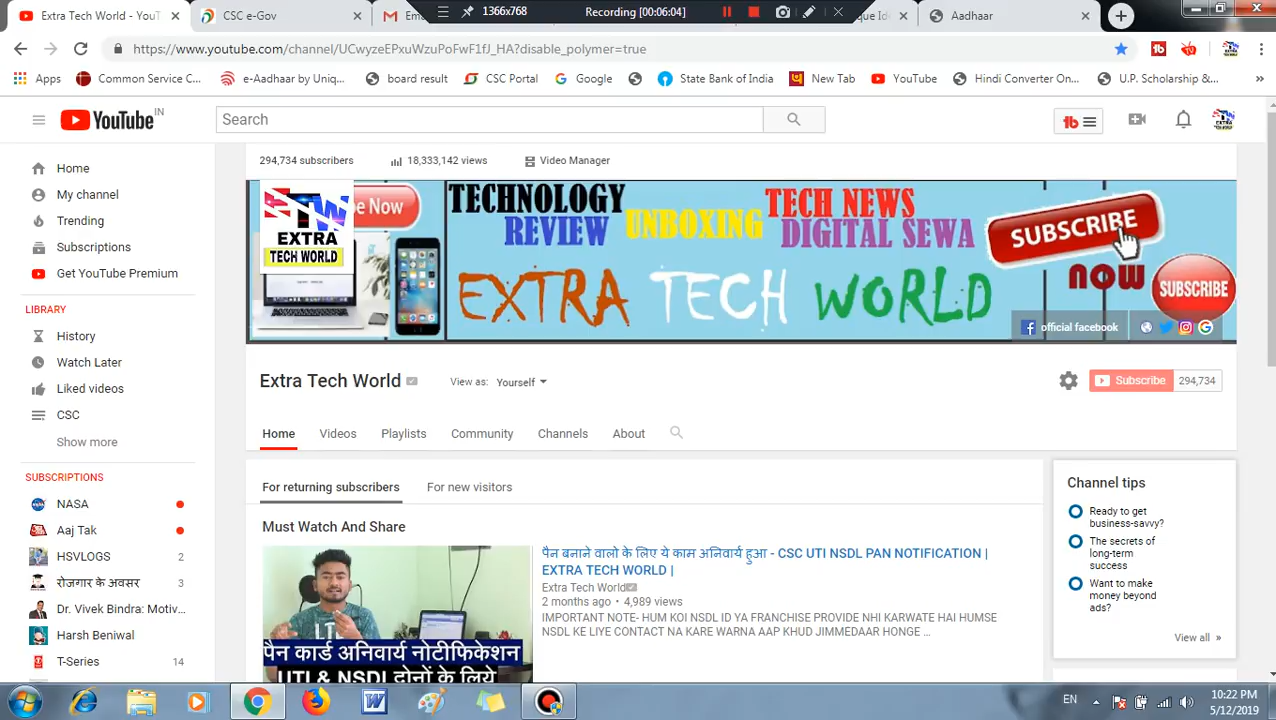 Extra Tech World - YouT
CSC e-Gov
Em
1366x768
Recording [00:06:04]
que Ide
Aadhaar
https://www.youtube.com/channel/UCwyzeEPxuWzuPoFwF1fJ_HA?disable_polymer=true
Apps
Common Service C...
e-Aadhaar by Uniq...
board result
CSC Portal
Google
State Bank of India
New Tab
YouTube
Hindi Converter On...
U.P. Scholarship &...
YouTube IN
Search
294,734 subscribers
18,333,142 views
Video Manager
Home
My channel
Trending
Subscriptions
Get YouTube Premium
LIBRARY
History
Watch Later
Liked videos
CSC
Show more
SUBSCRIPTIONS
NASA
Aaj Tak
HSVLOGS 2
रोजगार के अवसर 3
Dr. Vivek Bindra: Motiv...
Harsh Beniwal
T-Series 14
ETW
EXTRA
TECH WORLD
be Now
TECHNOLOGY
REVIEW
UNBOXING
TECH NEWS
DIGITAL SEWA
EXTRA TECH WORLD
SUBSCRIBE
NOW
SUBSCRIBE
official facebook
Extra Tech World
View as: Yourself
Subscribe 294,734
Home Videos Playlists Community Channels About
For returning subscribers
For new visitors
Must Watch And Share
पैन बनाने वालो के लिए ये काम अनिवार्य हुआ - CSC UTI NSDL PAN NOTIFICATION |
EXTRA TECH WORLD |
Extra Tech World
2 months ago • 4,989 views
IMPORTANT NOTE- HUM KOI NSDL ID YA FRANCHISE PROVIDE NHI KARWATE HAI HUMSE
NSDL KE LIYE CONTACT NA KARE WARNA AAP KHUD JIMMEDAAR HONGE ...
पैन कार्ड अनिवार्य नोटीफिकेशन
UTI & NSDL दोनों के लिये
Channel tips
Ready to get
business-savvy?
The secrets of
long-term
success
Want to make
money beyond
ads?
View all »
EN
10:22 PM
5/12/2019